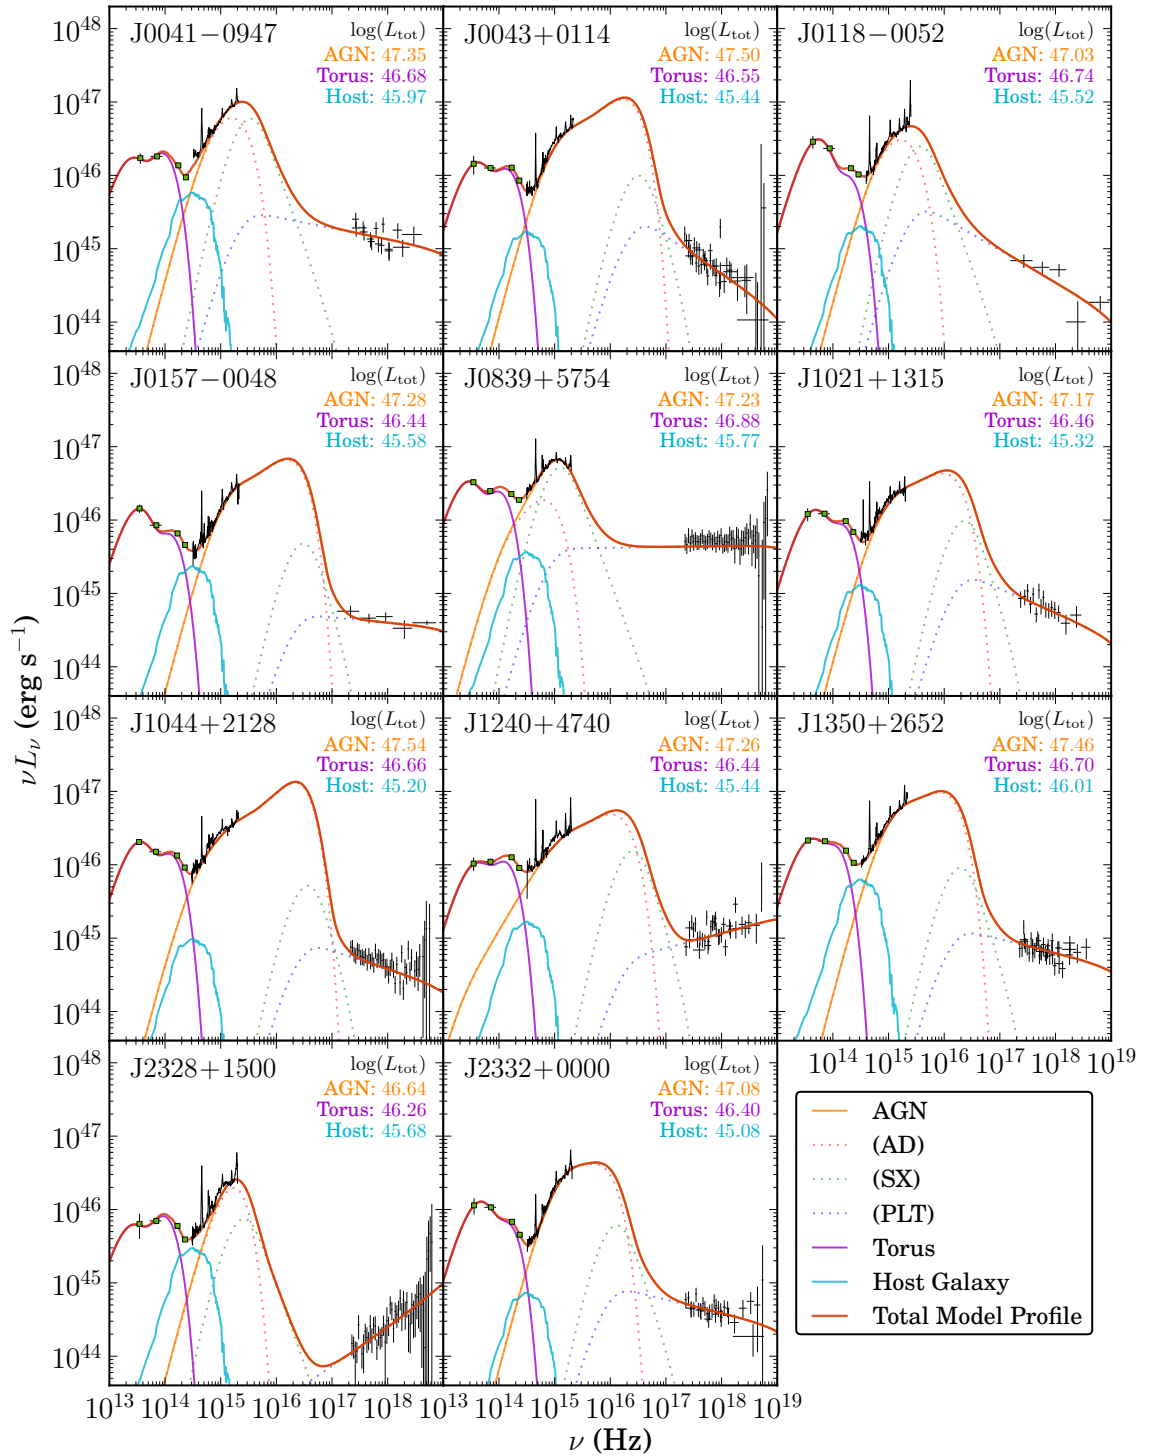 J0041−0947
log(L_tot)
AGN: 47.35
Torus: 46.68
Host: 45.97
J0043+0114
log(L_tot)
AGN: 47.50
Torus: 46.55
Host: 45.44
J0118−0052
log(L_tot)
AGN: 47.03
Torus: 46.74
Host: 45.52
10^48
10^47
10^46
10^45
10^44
J0157−0048
log(L_tot)
AGN: 47.28
Torus: 46.44
Host: 45.58
J0839+5754
log(L_tot)
AGN: 47.23
Torus: 46.88
Host: 45.77
J1021+1315
log(L_tot)
AGN: 47.17
Torus: 46.46
Host: 45.32
10^48
10^47
10^46
10^45
10^44
νL_ν (erg s^−1)
J1044+2128
log(L_tot)
AGN: 47.54
Torus: 46.66
Host: 45.20
J1240+4740
log(L_tot)
AGN: 47.26
Torus: 46.44
Host: 45.44
J1350+2652
log(L_tot)
AGN: 47.46
Torus: 46.70
Host: 46.01
10^48
10^47
10^46
10^45
10^44
10^14 10^15 10^16 10^17 10^18 10^19
J2328+1500
log(L_tot)
AGN: 46.64
Torus: 46.26
Host: 45.68
J2332+0000
log(L_tot)
AGN: 47.08
Torus: 46.40
Host: 45.08
10^48
10^47
10^46
10^45
10^44
AGN
(AD)
(SX)
(PLT)
Torus
Host Galaxy
Total Model Profile
10^13 10^14 10^15 10^16 10^17 10^18 10^13 10^14 10^15 10^16 10^17 10^18 10^19
ν (Hz)